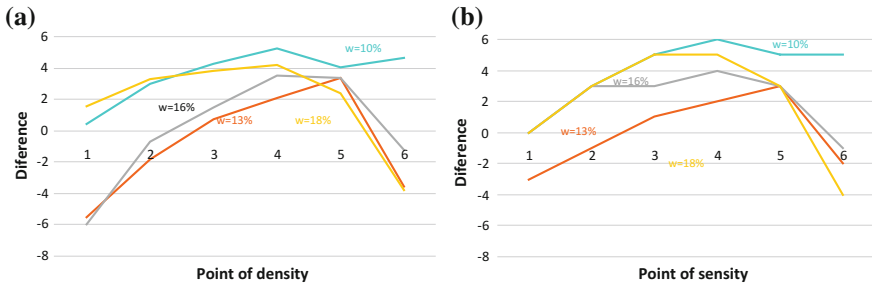 (a)
6
4
2
0
-2
-4
-6
-8
Diference
1 2 3 4 5 6
w=10%
w=16%
w=13%
w=18%
Point of density
(b)
6
4
2
0
-2
-4
-6
-8
Diference
1 2 3 4 5 6
w=10%
w=16%
w=13%
w=18%
Point of sensity